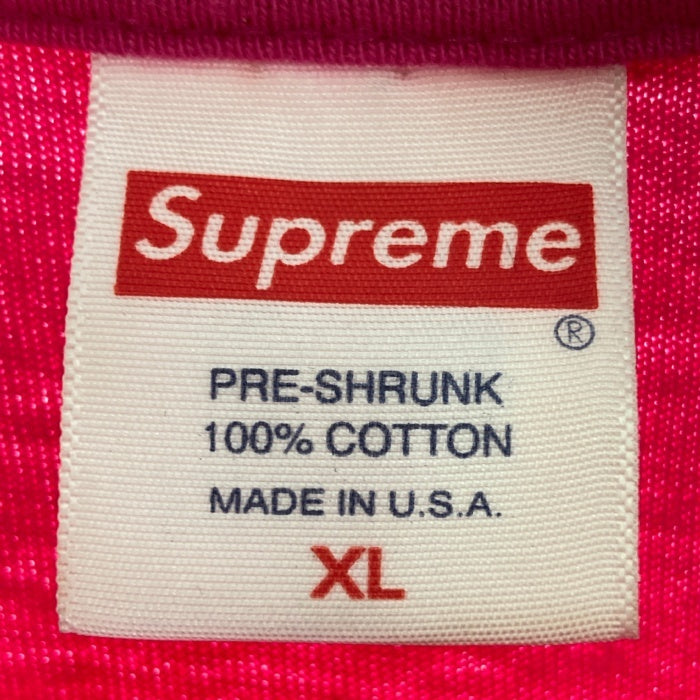 Supreme
®
PRE-SHRUNK
100% COTTON
MADE IN U.S.A.
XL